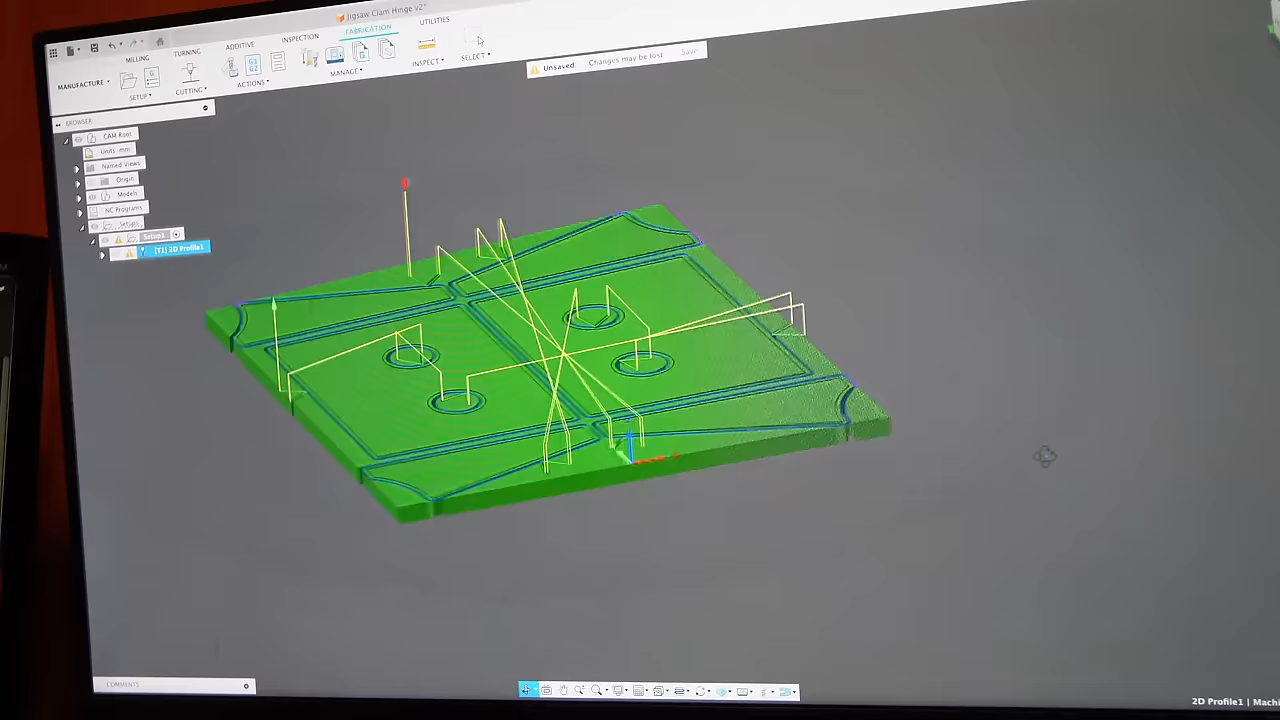 Jigsaw Clam Hinge v2*
MILLING
TURNING
ADDITIVE
INSPECTION
FABRICATION
UTILITIES
MANUFACTURE
SETUP
CUTTING
ACTIONS
MANAGE
INSPECT
SELECT
Unsaved: Changes may be lost Save
BROWSER
CAM Root
Units: mm
Named Views
Origin
Models
NC Programs
Setups
Setup1
[T1] 2D Profile1
COMMENTS
2D Profile1 | Machi